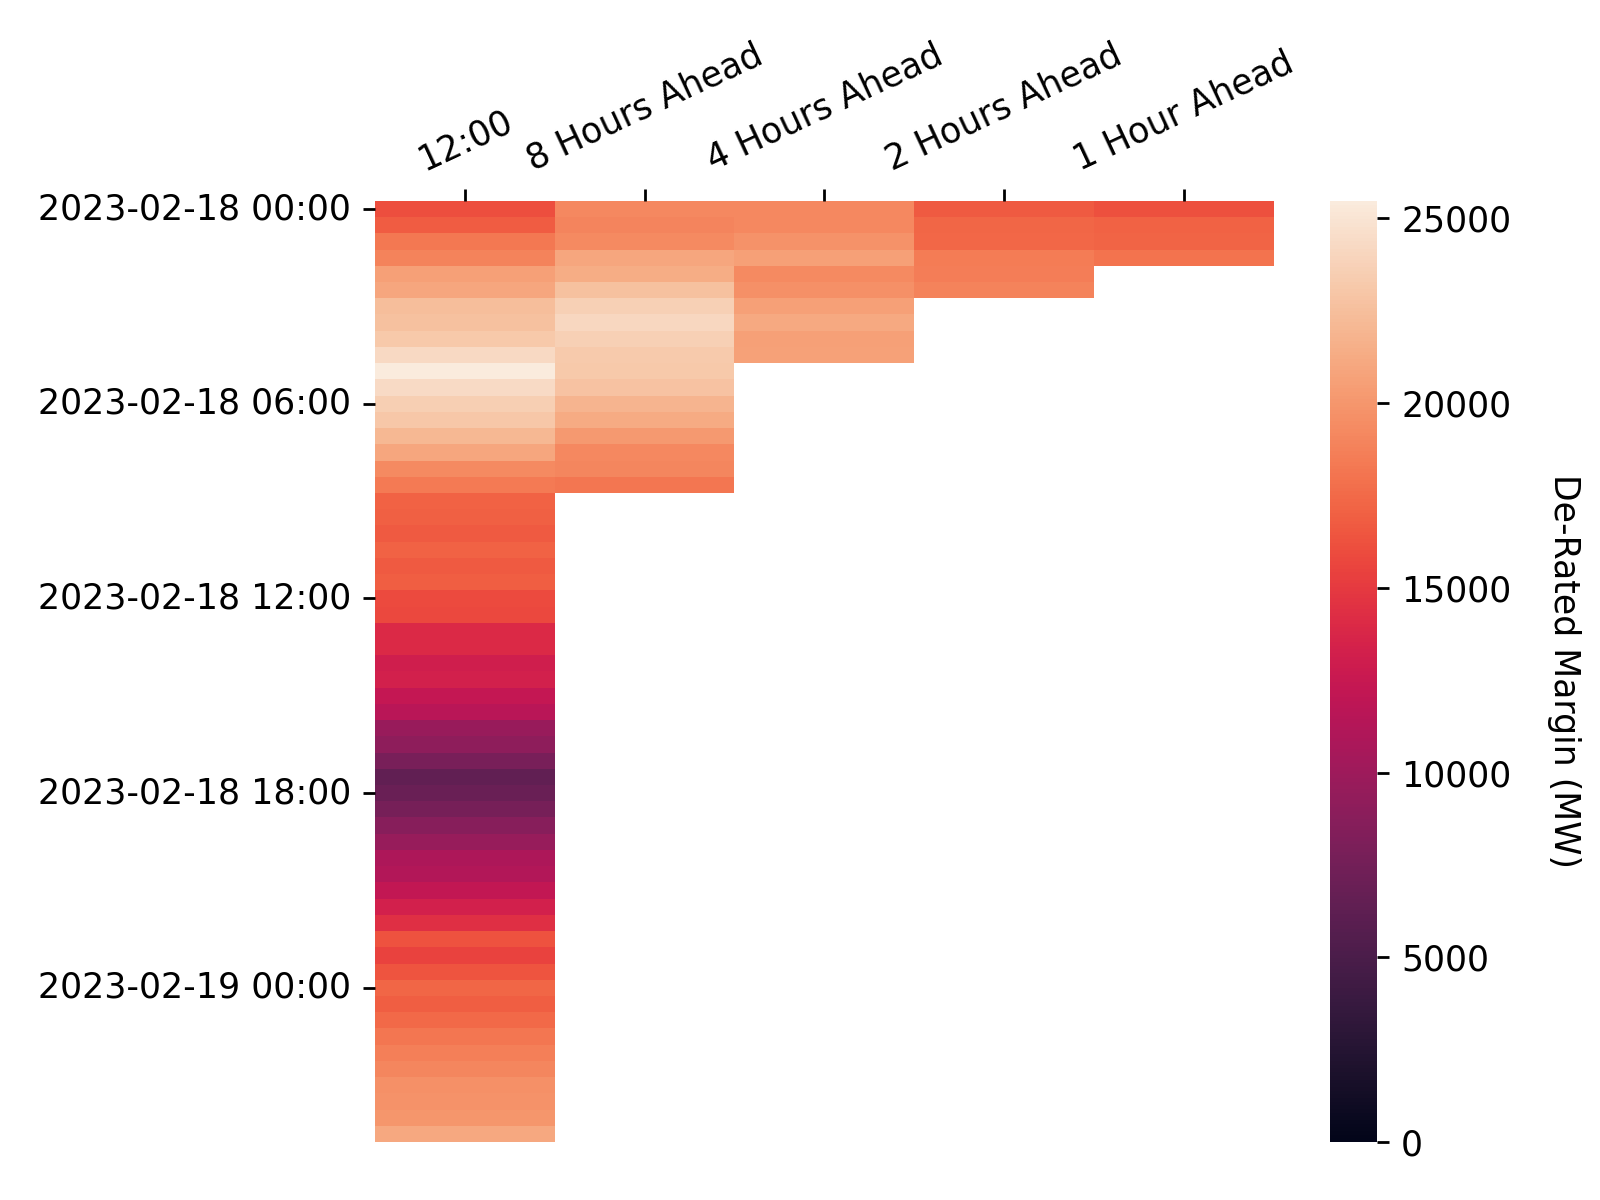 12:00
8 Hours Ahead
4 Hours Ahead
2 Hours Ahead
1 Hour Ahead
2023-02-18 00:00
2023-02-18 06:00
2023-02-18 12:00
2023-02-18 18:00
2023-02-19 00:00
25000
20000
15000
10000
5000
0
De-Rated Margin (MW)